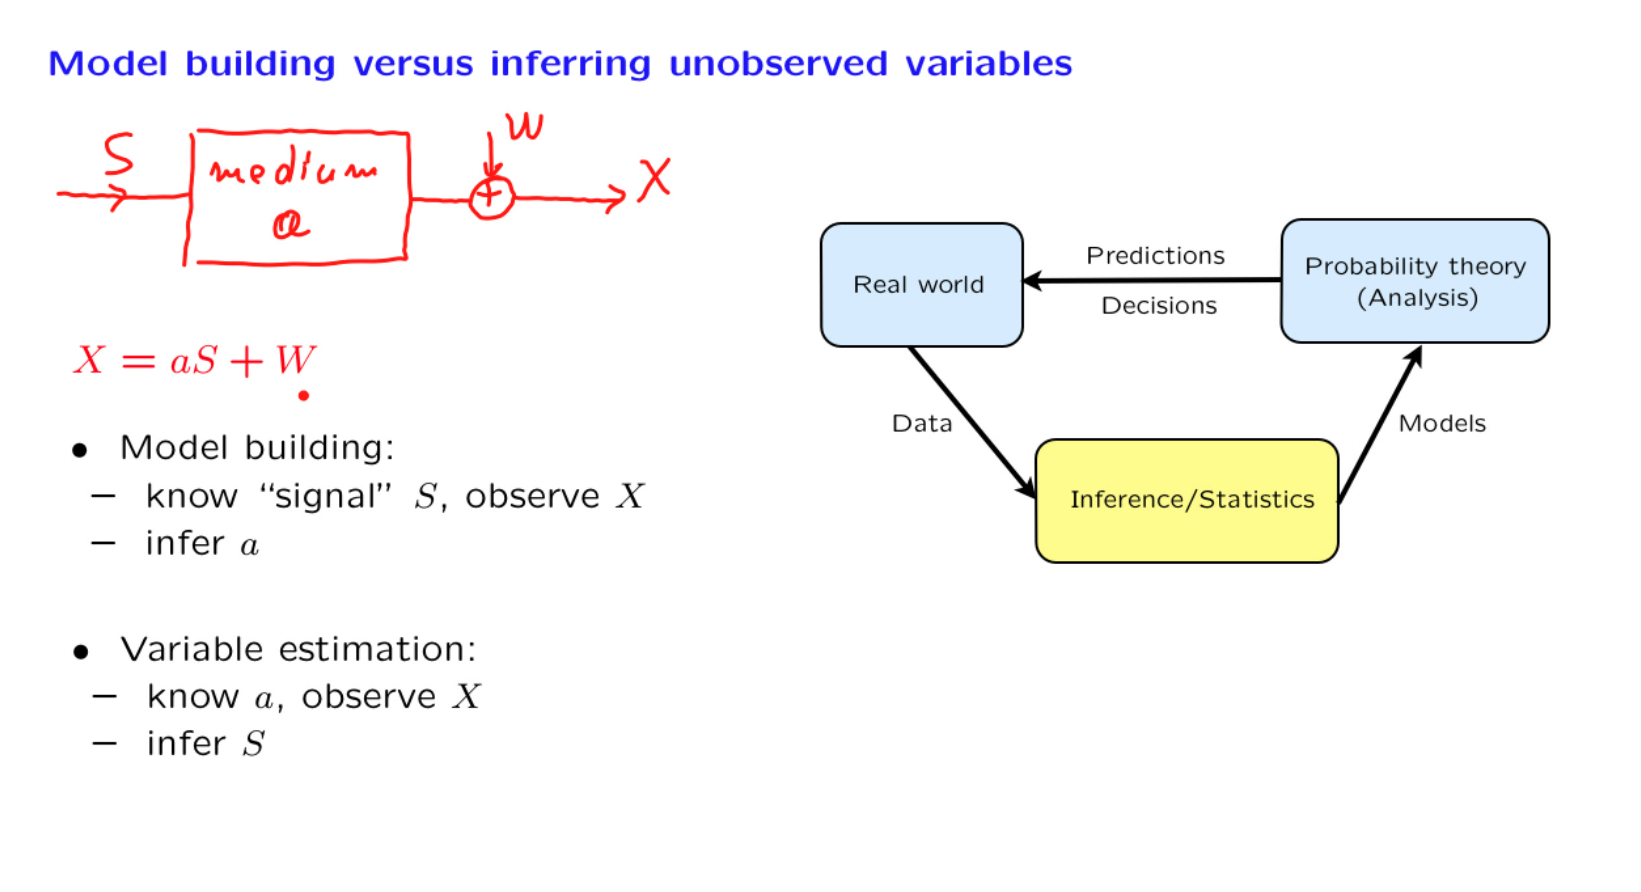 Model building versus inferring unobserved variables
S
medium
a
W
+
X
X = aS + W
• Model building:
– know “signal” S, observe X
– infer a
• Variable estimation:
– know a, observe X
– infer S
Real world
Predictions
Decisions
Probability theory
(Analysis)
Data
Models
Inference/Statistics